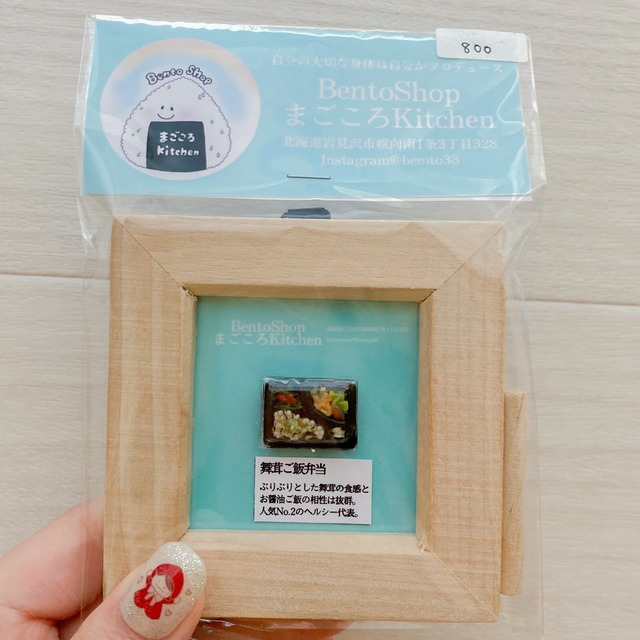 800
Bento Shop
まごころ
Kitchen
自分の大切な身体は自分がプロデュース
BentoShop
まごころKitchen
北海道岩見沢市幌向南1条3丁目328
Instagram@bento38
BentoShop
まごころKitchen
舞茸ご飯弁当
ぷりぷりとした舞茸の食感と
お醤油ご飯の相性は抜群。
人気No.2のヘルシー代表。